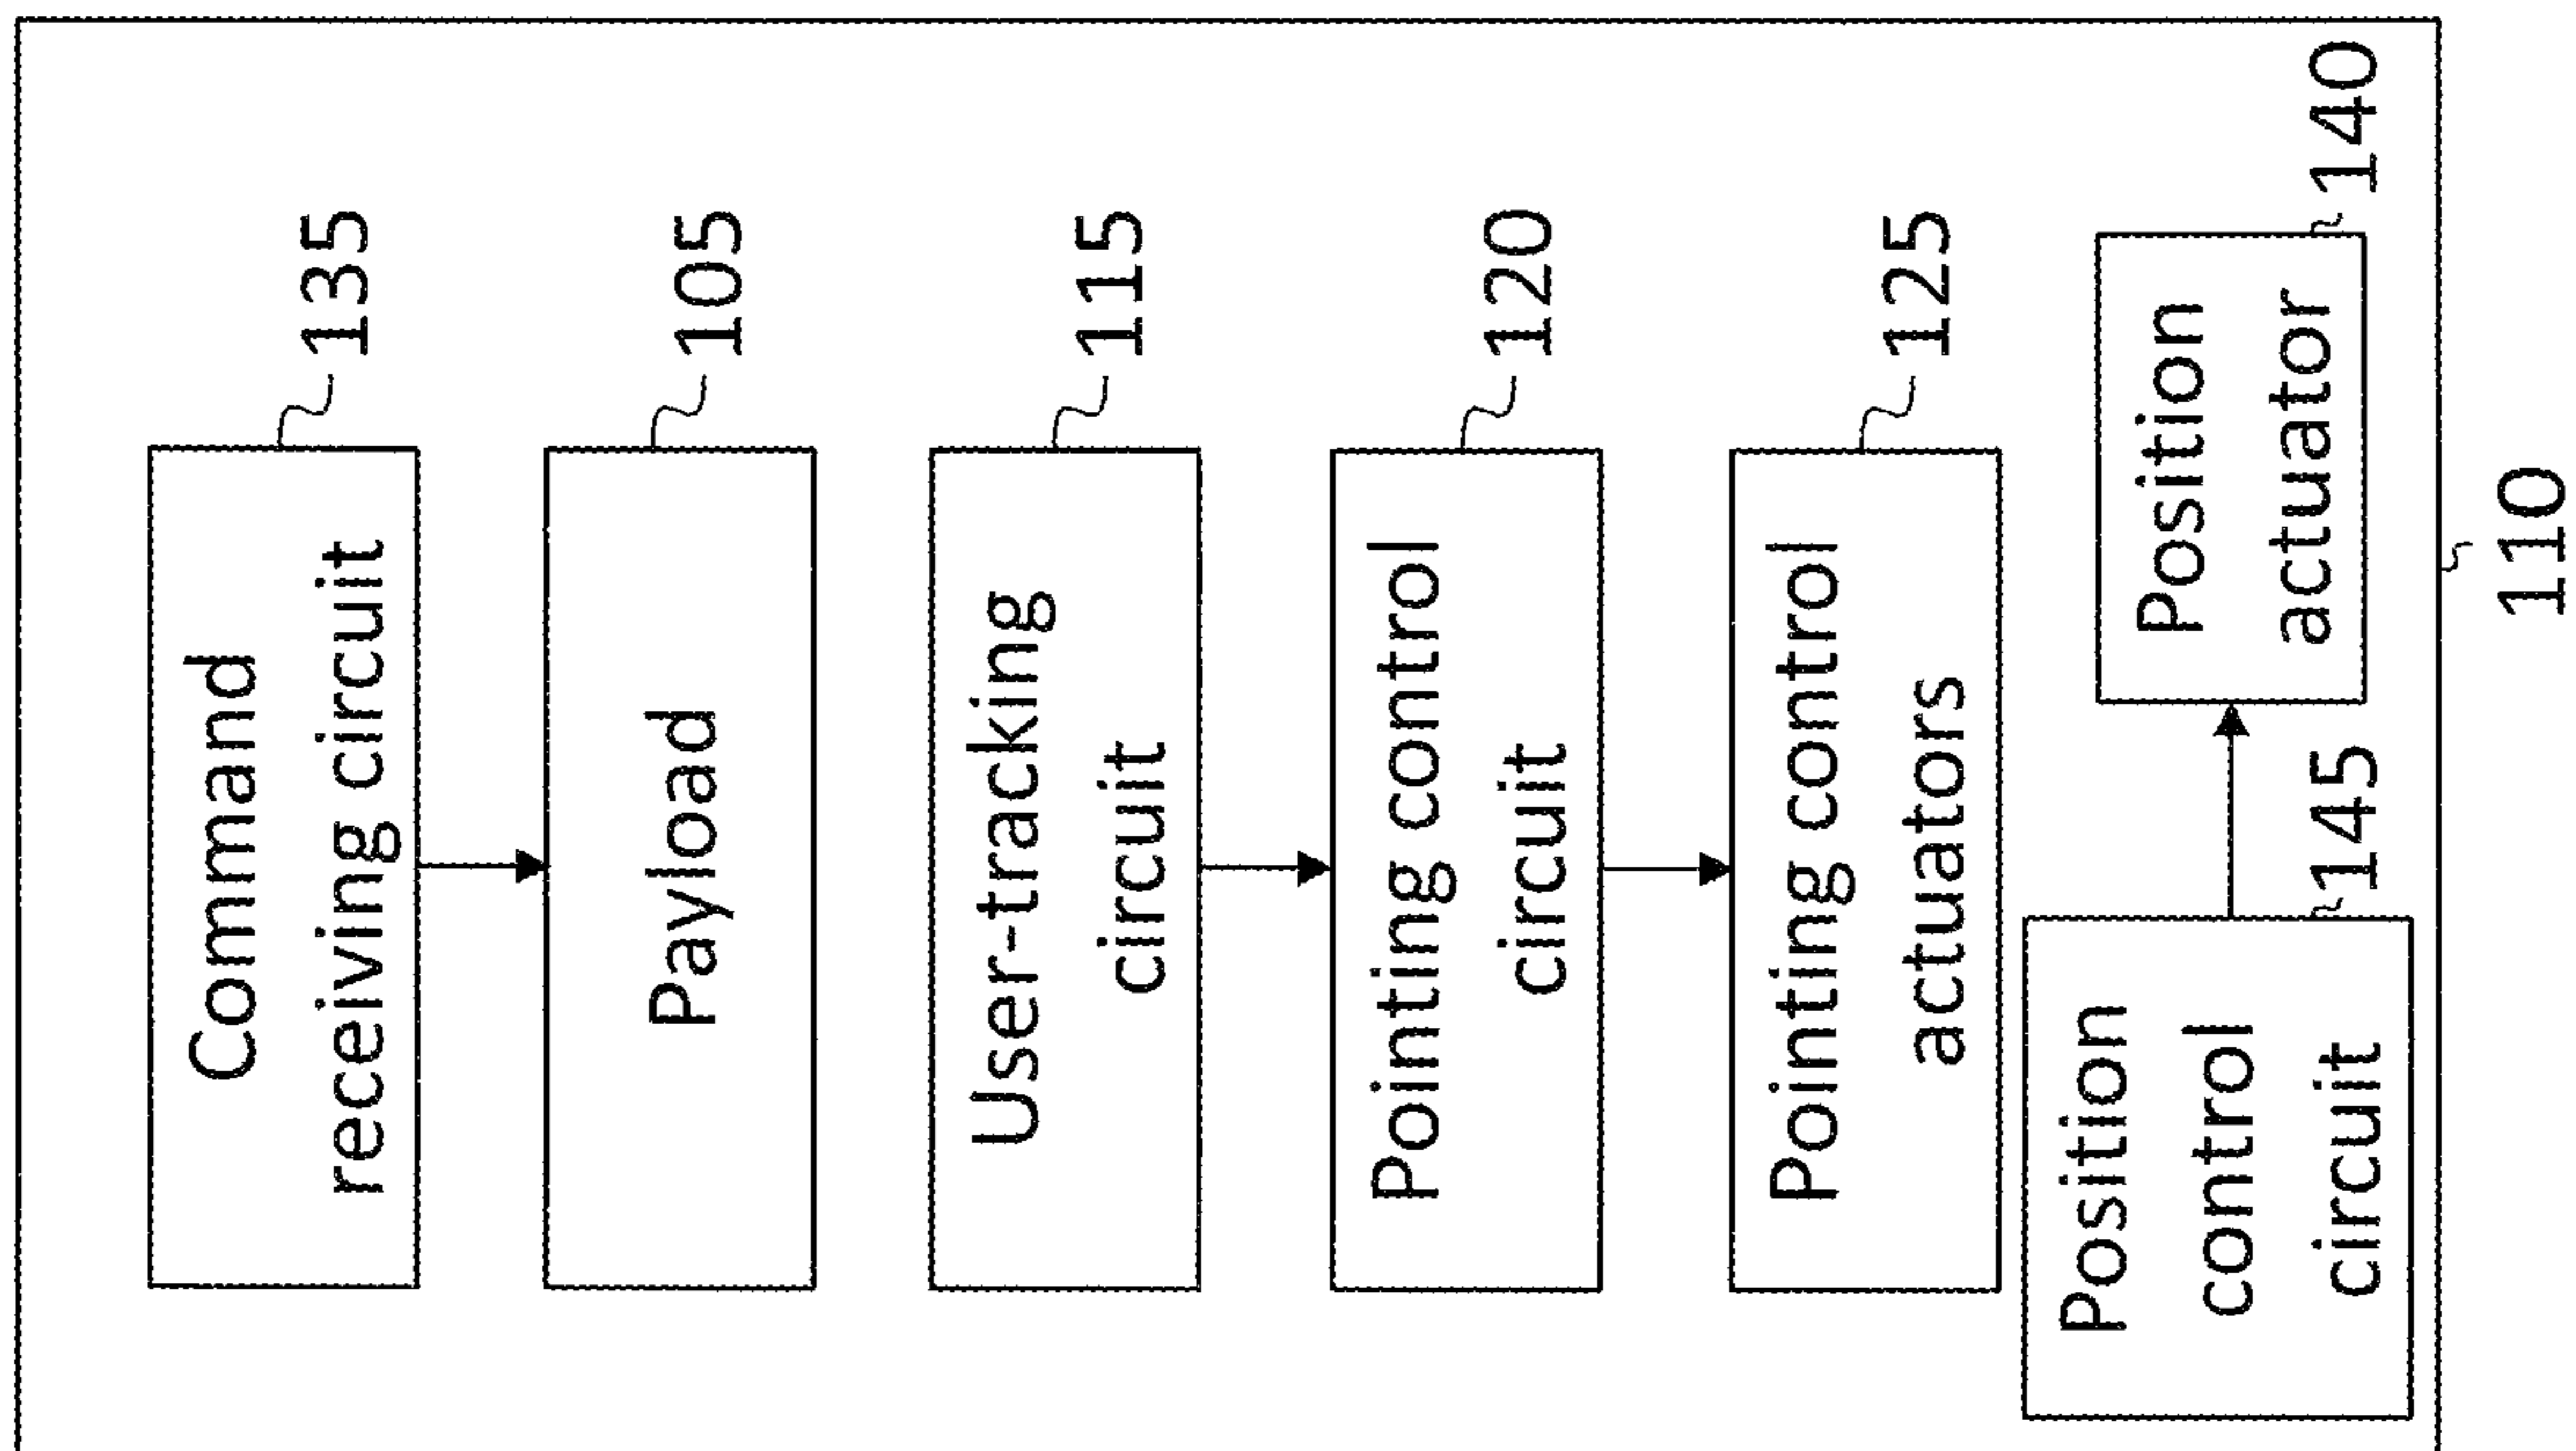 Command
receiving circuit
135
Payload
105
User-tracking
circuit
115
Pointing control
circuit
120
Pointing control
actuators
125
Position
control
circuit
145
Position
actuator
140
110